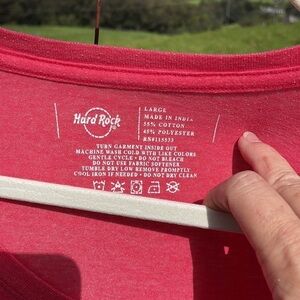 Hard Rock
LARGE
MADE IN INDIA
55% COTTON
45% POLYESTER
RN#115573
TURN GARMENT INSIDE OUT
MACHINE WASH COLD WITH LIKE COLORS
GENTLE CYCLE • DO NOT BLEACH
DO NOT USE FABRIC SOFTENER
TUMBLE DRY LOW REMOVE PROMPTLY
COOL IRON IF NEEDED • DO NOT DRY CLEAN